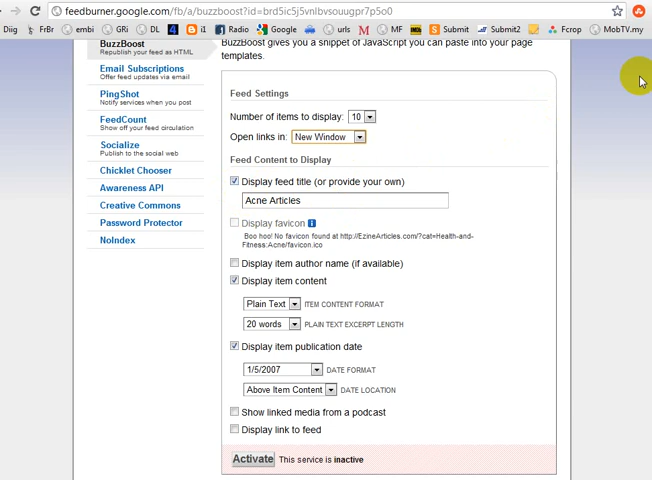 feedburner.google.com/fb/a/buzzboost?id=brd5ic5j5vnlbvsouugpr7p5o0
Diig FrBr embi GRi DL 4 i1 Redirect url urls MF Submit Submit2 Fcrop MobTV.my
BuzzBoost
Republish your feed as HTML
BuzzBoost gives you a snippet of JavaScript you can paste into your page
templates.
Email Subscriptions
Offer feed updates via email
PingShot
Notify services when you post
FeedCount
Show off your feed circulation
Socialize
Publish to the social web
Chicklet Chooser
Awareness API
Creative Commons
Password Protector
NoIndex
Feed Settings
Number of items to display: 10
Open links in: New Window
Feed Content to Display
Display feed title (or provide your own)
Acne Articles
Display favicon
Boo hoo! No favicon found at http://EzineArticles.com/?cat=Health-and-
Fitness:Acne/favicon.ico
Display item author name (if available)
Display item content
Plain Text ITEM CONTENT FORMAT
20 words PLAIN TEXT EXCERPT LENGTH
Display item publication date
1/5/2007 DATE FORMAT
Above Item Content DATE LOCATION
Show linked media from a podcast
Display link to feed
Activate This service is inactive